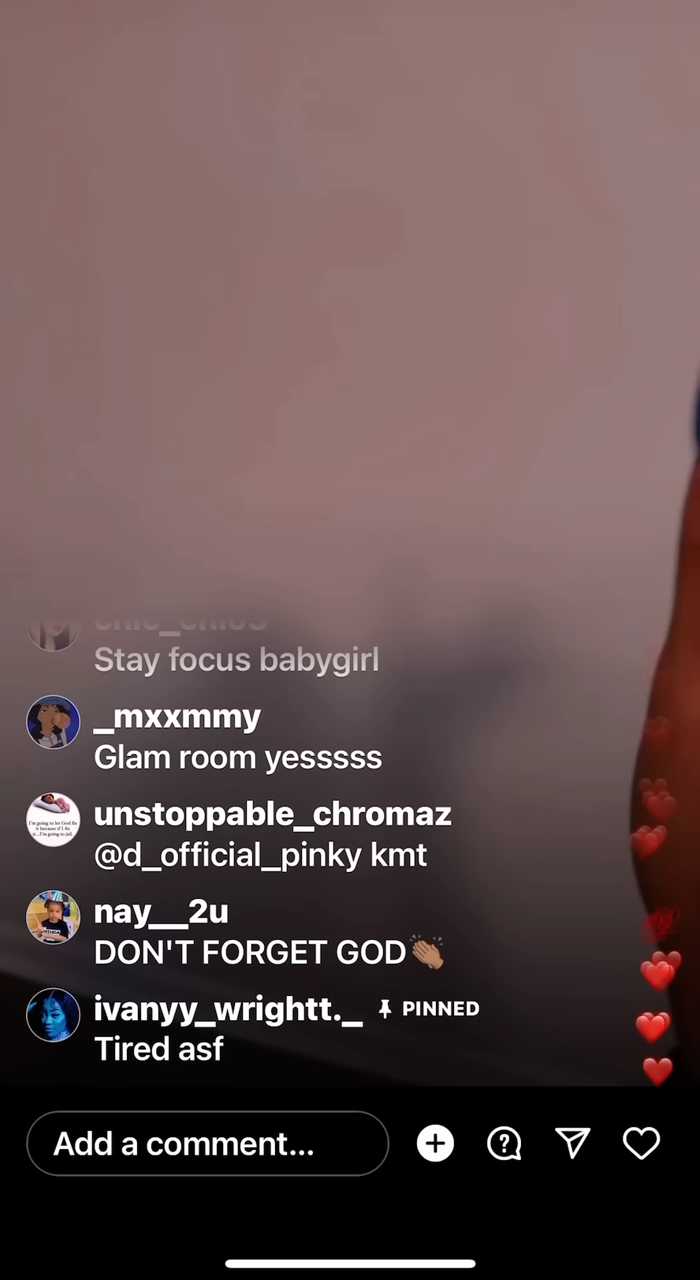 Stay focus babygirl
_mxxmmy
Glam room yesssss
unstoppable_chromaz
@d_official_pinky kmt
nay__2u
DON'T FORGET GOD👏🏽
ivanyy_wrightt._ PINNED
Tired asf
Add a comment...